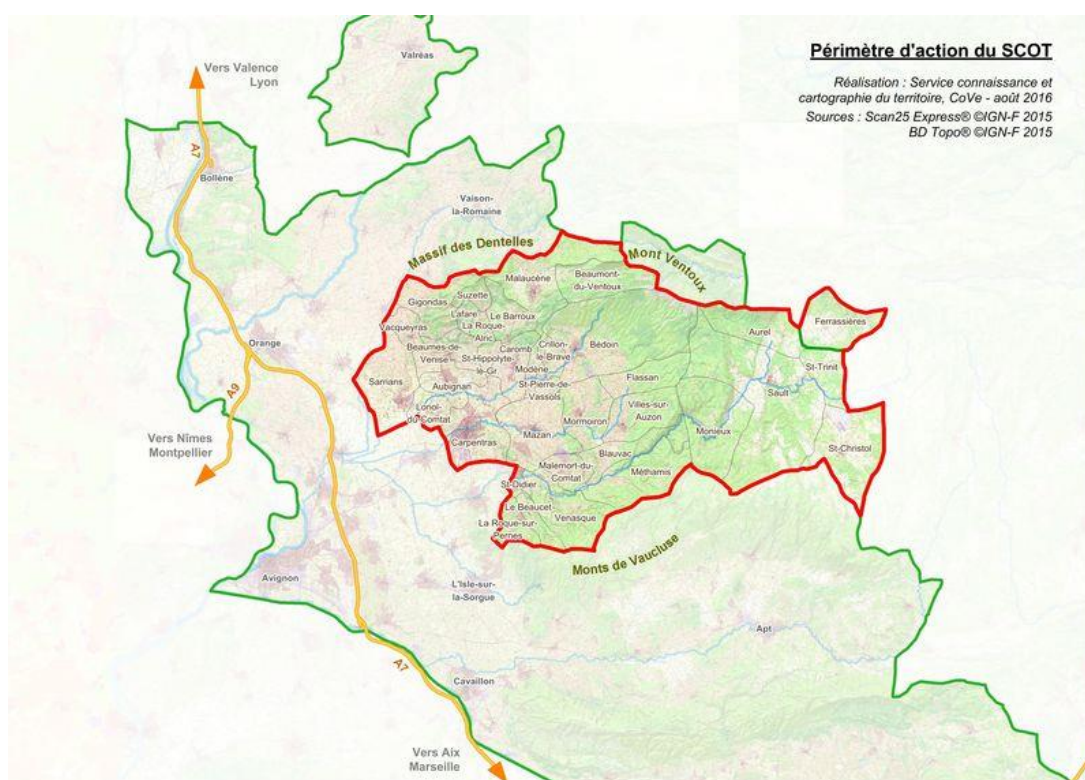 Périmètre d'action du SCOT
Réalisation : Service connaissance et
cartographie du territoire, CoVe - août 2016
Sources : Scan25 Express® ©IGN-F 2015
BD Topo® ©IGN-F 2015
Valréas
Vers Valence
Lyon
A7
Bollène
Vaison-
la-Romaine
Massif des Dentelles
Mont Ventoux
Malaucène
Beaumont-
du-Ventoux
Suzette
Gigondas
Lafare
Le Barroux
La Roque-
Alric
Vacqueyras
Ferrassières
Aurel
Orange
Beaumes-de-
Venise
Caromb
Crillon-
le-Brave
Bédoin
St-Hippolyte-
le-Gr
Modène
St-Trinit
Sarrians
Aubignan
St-Pierre-de-
Vassols
Flassan
Sault
A9
Loriol-
du-Comtat
Villes-sur-
Auzon
Mormoiron
Monieux
Vers Nîmes
Montpellier
Carpentras
Mazan
Blauvac
St-Christol
Malemort-du-
Comtat
Méthamis
St-Didier
Le Beaucet
Venasque
La Roque-sur-
Pernes
Monts de Vaucluse
Avignon
L'Isle-sur-
la-Sorgue
Apt
A7
Cavaillon
Vers Aix
Marseille